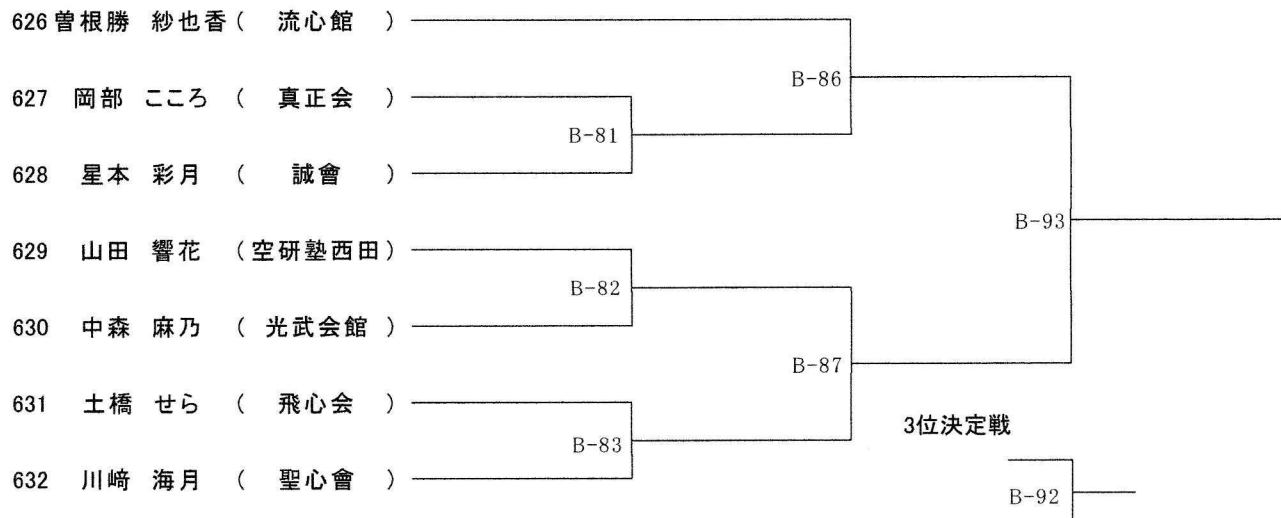 626 曽根勝 紗也香 ( 流心館 )
B-86
627 岡部 こころ ( 真正会 )
B-81
628 星本 彩月 ( 誠會 )
B-93
629 山田 響花 (空研塾西田)
B-82
630 中森 麻乃 ( 光武会館 )
B-87
631 土橋 せら ( 飛心会 )
3位決定戦
B-83
632 川﨑 海月 ( 聖心會 )
B-92